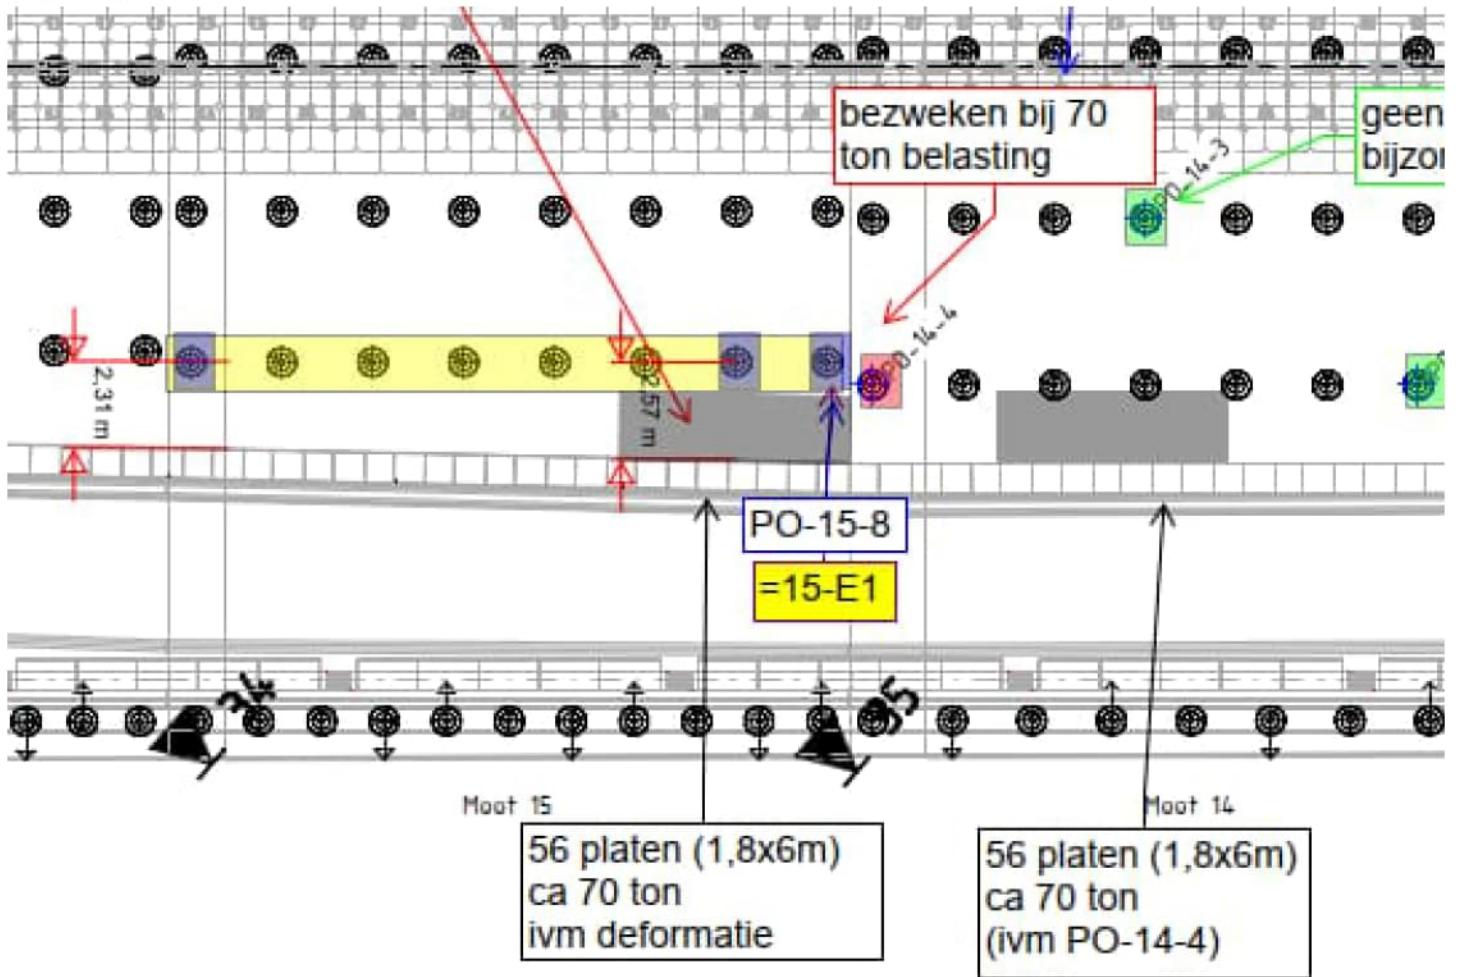 bezweken bij 70
ton belasting
geen
bijzor
PO-14-3
PO-14-4
2,31 m
2,57 m
PO-15-8
=15-E1
34
35
Moot 15
Moot 14
56 platen (1,8x6m)
ca 70 ton
ivm deformatie
56 platen (1,8x6m)
ca 70 ton
(ivm PO-14-4)